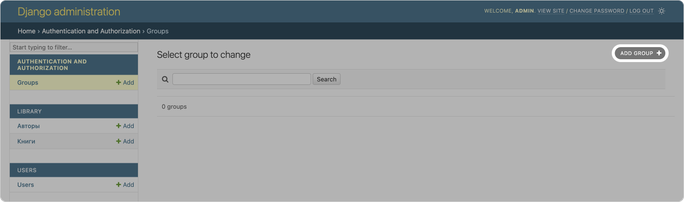 Django administration
WELCOME, ADMIN. VIEW SITE / CHANGE PASSWORD / LOG OUT
Home › Authentication and Authorization › Groups
Start typing to filter...
AUTHENTICATION AND
AUTHORIZATION
Groups + Add
LIBRARY
Авторы + Add
Книги + Add
USERS
Users + Add
Select group to change
ADD GROUP +
Search
0 groups